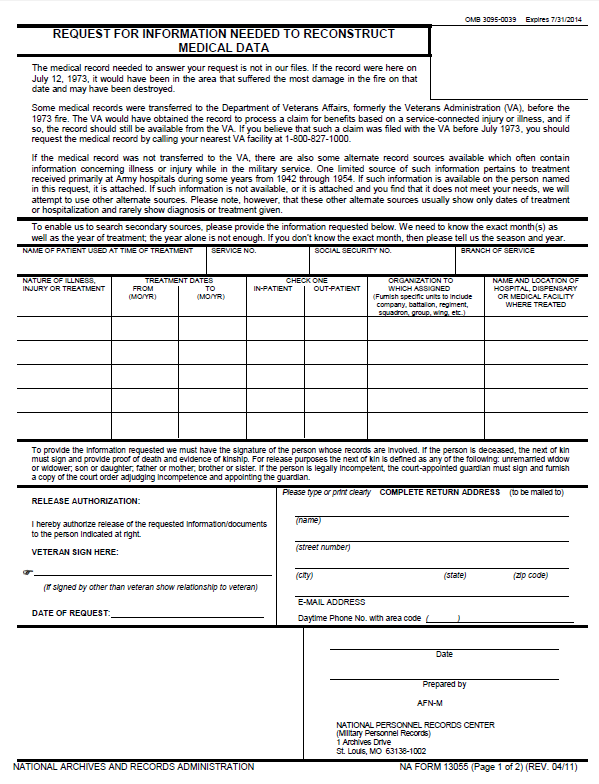 OMB 3095-0039 Expires 7/31/2014
REQUEST FOR INFORMATION NEEDED TO RECONSTRUCT
MEDICAL DATA
The medical record needed to answer your request is not in our files. If the record were here on
July 12, 1973, it would have been in the area that suffered the most damage in the fire on that
date and may have been destroyed.
Some medical records were transferred to the Department of Veterans Affairs, formerly the Veterans Administration (VA), before the
1973 fire. The VA would have obtained the record to process a claim for benefits based on a service-connected injury or illness, and if
so, the record should still be available from the VA. If you believe that such a claim was filed with the VA before July 1973, you should
request the medical record by calling your nearest VA facility at 1-800-827-1000.
If the medical record was not transferred to the VA, there are also some alternate record sources available which often contain
information concerning illness or injury while in the military service. One limited source of such information pertains to treatment
received primarily at Army hospitals during some years from 1942 through 1954. If such information is available on the person named
in this request, it is attached. If such information is not available, or it is attached and you find that it does not meet your needs, we will
attempt to use other alternate sources. Please note, however, that these other alternate sources usually show only dates of treatment
or hospitalization and rarely show diagnosis or treatment given.
To enable us to search secondary sources, please provide the information requested below. We need to know the exact month(s) as
well as the year of treatment; the year alone is not enough. If you don't know the exact month, then please tell us the season and year.
NAME OF PATIENT USED AT TIME OF TREATMENT SERVICE NO. SOCIAL SECURITY NO. BRANCH OF SERVICE
NATURE OF ILLNESS, TREATMENT DATES CHECK ONE ORGANIZATION TO NAME AND LOCATION OF
INJURY OR TREATMENT FROM TO IN-PATIENT OUT-PATIENT WHICH ASSIGNED HOSPITAL, DISPENSARY
(MO/YR) (MO/YR) (Furnish specific units to include OR MEDICAL FACILITY
company, battalion, regiment, WHERE TREATED
squadron, group, wing, etc.)
To provide the information requested we must have the signature of the person whose records are involved. If the person is deceased, the next of kin
must sign and provide proof of death and evidence of kinship. For release purposes the next of kin is defined as any of the following: unremarried widow
or widower; son or daughter; father or mother; brother or sister. If the person is legally incompetent, the court-appointed guardian must sign and furnish
a copy of the court order adjudging incompetence and appointing the guardian.
RELEASE AUTHORIZATION:
I hereby authorize release of the requested information/documents
to the person indicated at right.
VETERAN SIGN HERE:
(If signed by other than veteran show relationship to veteran)
DATE OF REQUEST:
Please type or print clearly COMPLETE RETURN ADDRESS (to be mailed to)
(name)
(street number)
(city) (state) (zip code)
E-MAIL ADDRESS
Daytime Phone No. with area code ( )
Date
Prepared by
AFN-M
NATIONAL PERSONNEL RECORDS CENTER
(Military Personnel Records)
1 Archives Drive
St. Louis, MO 63138-1002
NATIONAL ARCHIVES AND RECORDS ADMINISTRATION NA FORM 13055 (Page 1 of 2) (REV. 04/11)